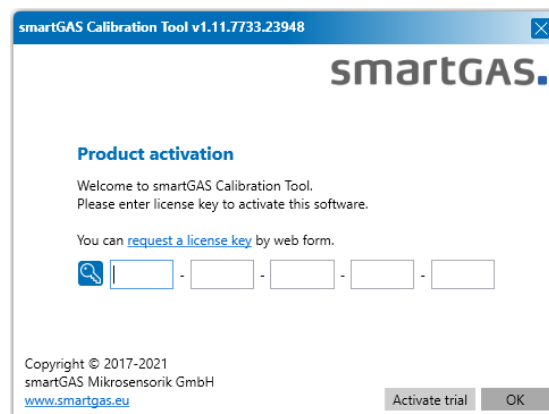 smartGAS Calibration Tool v1.11.7733.23948
smartGAS.
Product activation
Welcome to smartGAS Calibration Tool.
Please enter license key to activate this software.
You can request a license key by web form.
- - - -
Copyright © 2017-2021
smartGAS Mikrosensorik GmbH
www.smartgas.eu
Activate trial OK